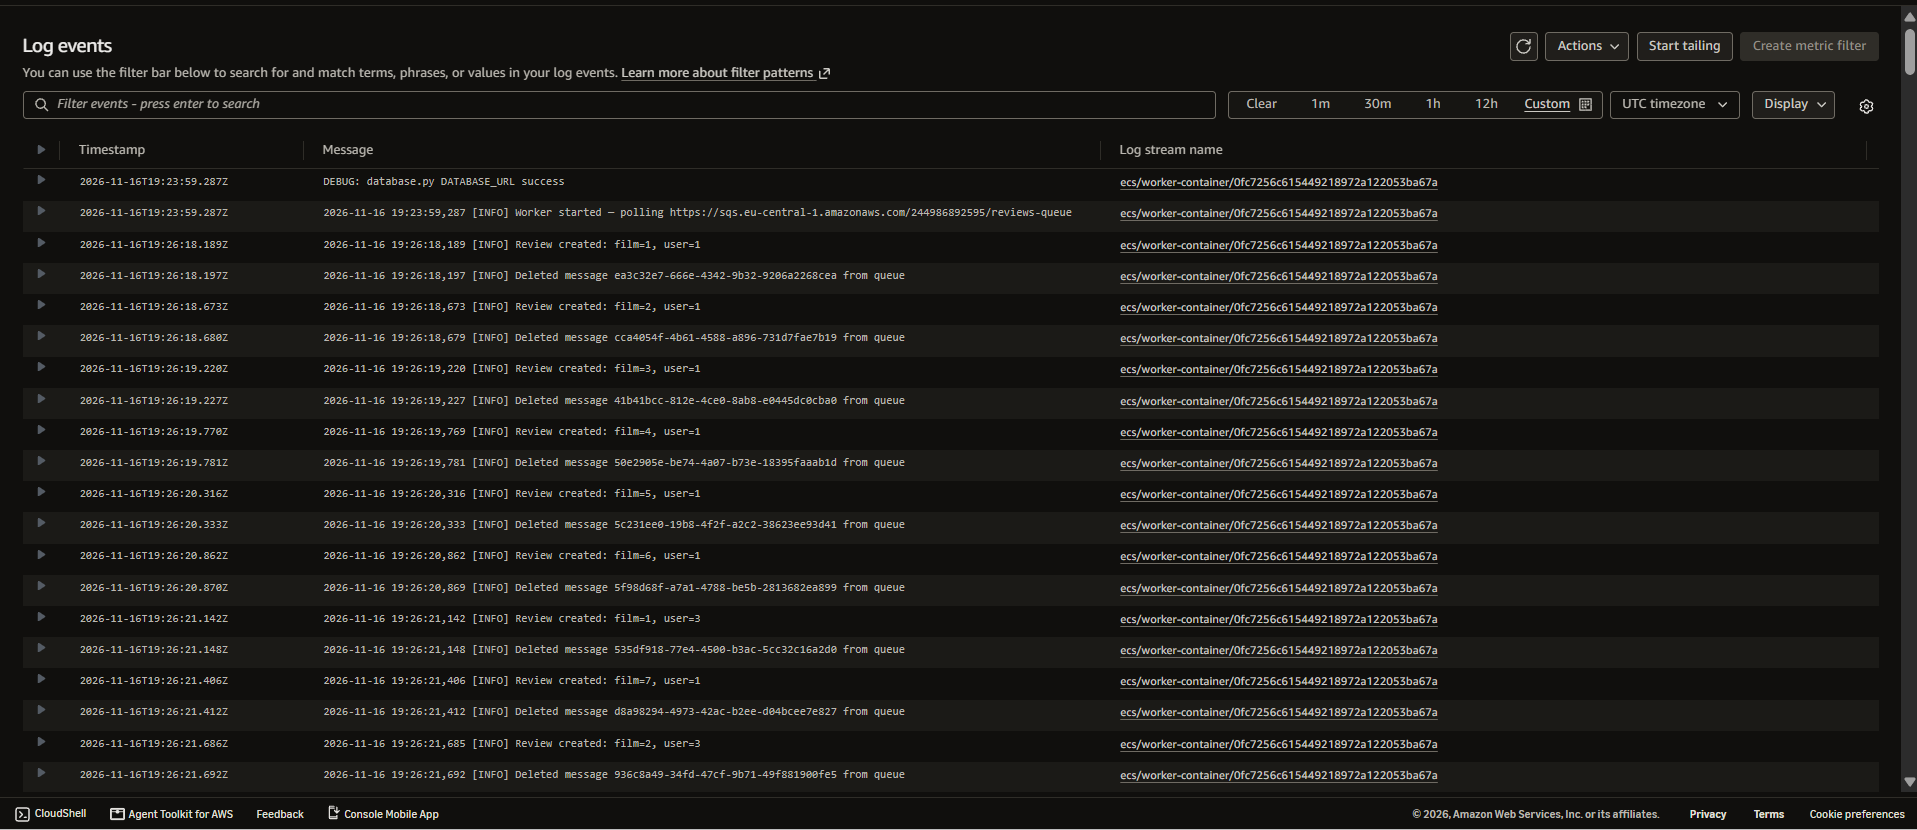 Log events
Actions Start tailing Create metric filter
You can use the filter bar below to search for and match terms, phrases, or values in your log events. Learn more about filter patterns
Filter events - press enter to search Clear 1m 30m 1h 12h Custom UTC timezone Display
Timestamp Message Log stream name
2026-11-16T19:23:59.287Z DEBUG: database.py DATABASE_URL success ecs/worker-container/0fc7256c615449218972a122053ba67a
2026-11-16T19:23:59.287Z 2026-11-16 19:23:59,287 [INFO] Worker started — polling https://sqs.eu-central-1.amazonaws.com/244986892595/reviews-queue ecs/worker-container/0fc7256c615449218972a122053ba67a
2026-11-16T19:26:18.189Z 2026-11-16 19:26:18,189 [INFO] Review created: film=1, user=1 ecs/worker-container/0fc7256c615449218972a122053ba67a
2026-11-16T19:26:18.197Z 2026-11-16 19:26:18,197 [INFO] Deleted message ea3c32e7-666e-4342-9b32-9206a2268cea from queue ecs/worker-container/0fc7256c615449218972a122053ba67a
2026-11-16T19:26:18.673Z 2026-11-16 19:26:18,673 [INFO] Review created: film=2, user=1 ecs/worker-container/0fc7256c615449218972a122053ba67a
2026-11-16T19:26:18.680Z 2026-11-16 19:26:18,679 [INFO] Deleted message cca4054f-4b61-4588-a896-731d7fae7b19 from queue ecs/worker-container/0fc7256c615449218972a122053ba67a
2026-11-16T19:26:19.220Z 2026-11-16 19:26:19,220 [INFO] Review created: film=3, user=1 ecs/worker-container/0fc7256c615449218972a122053ba67a
2026-11-16T19:26:19.227Z 2026-11-16 19:26:19,227 [INFO] Deleted message 41b41bcc-812e-4ce0-8ab8-e0445dc0cba0 from queue ecs/worker-container/0fc7256c615449218972a122053ba67a
2026-11-16T19:26:19.770Z 2026-11-16 19:26:19,769 [INFO] Review created: film=4, user=1 ecs/worker-container/0fc7256c615449218972a122053ba67a
2026-11-16T19:26:19.781Z 2026-11-16 19:26:19,781 [INFO] Deleted message 50e2905e-be74-4a07-b73e-18395faaab1d from queue ecs/worker-container/0fc7256c615449218972a122053ba67a
2026-11-16T19:26:20.316Z 2026-11-16 19:26:20,316 [INFO] Review created: film=5, user=1 ecs/worker-container/0fc7256c615449218972a122053ba67a
2026-11-16T19:26:20.333Z 2026-11-16 19:26:20,333 [INFO] Deleted message 5c231ee0-19b8-4f2f-a2c2-38623ee93d41 from queue ecs/worker-container/0fc7256c615449218972a122053ba67a
2026-11-16T19:26:20.862Z 2026-11-16 19:26:20,862 [INFO] Review created: film=6, user=1 ecs/worker-container/0fc7256c615449218972a122053ba67a
2026-11-16T19:26:20.870Z 2026-11-16 19:26:20,869 [INFO] Deleted message 5f98d68f-a7a1-4788-be5b-2813682ea899 from queue ecs/worker-container/0fc7256c615449218972a122053ba67a
2026-11-16T19:26:21.142Z 2026-11-16 19:26:21,142 [INFO] Review created: film=1, user=3 ecs/worker-container/0fc7256c615449218972a122053ba67a
2026-11-16T19:26:21.148Z 2026-11-16 19:26:21,148 [INFO] Deleted message 535df918-77e4-4500-b3ac-5cc32c16a2d0 from queue ecs/worker-container/0fc7256c615449218972a122053ba67a
2026-11-16T19:26:21.406Z 2026-11-16 19:26:21,406 [INFO] Review created: film=7, user=1 ecs/worker-container/0fc7256c615449218972a122053ba67a
2026-11-16T19:26:21.412Z 2026-11-16 19:26:21,412 [INFO] Deleted message d8a98294-4973-42ac-b2ee-d04bcee7e827 from queue ecs/worker-container/0fc7256c615449218972a122053ba67a
2026-11-16T19:26:21.686Z 2026-11-16 19:26:21,685 [INFO] Review created: film=2, user=3 ecs/worker-container/0fc7256c615449218972a122053ba67a
2026-11-16T19:26:21.692Z 2026-11-16 19:26:21,692 [INFO] Deleted message 936c8a49-34fd-47cf-9b71-49f881900fe5 from queue ecs/worker-container/0fc7256c615449218972a122053ba67a
CloudShell Agent Toolkit for AWS Feedback Console Mobile App © 2026, Amazon Web Services, Inc. or its affiliates. Privacy Terms Cookie preferences